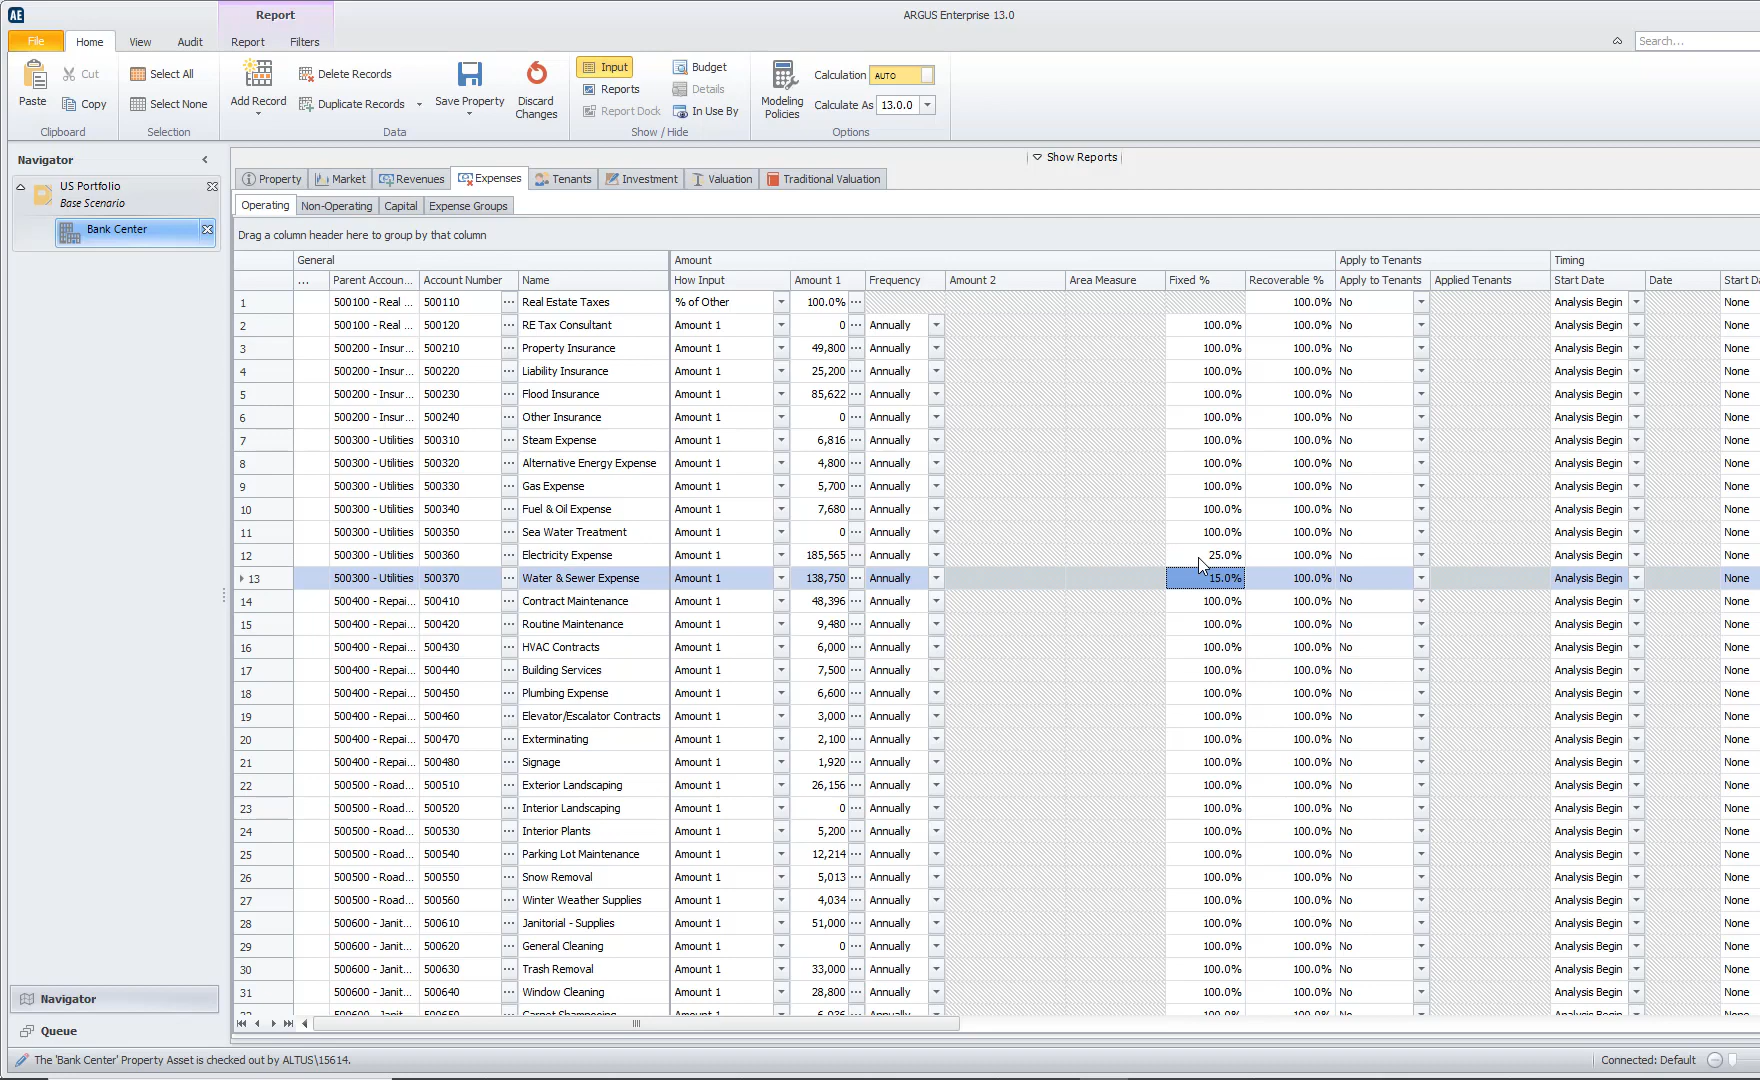 AE Report ARGUS Enterprise 13.0
File Home View Audit Report Filters Search...
Paste Cut Copy Clipboard
Select All Select None Selection
Add Record Delete Records Duplicate Records Save Property Discard Changes Data
Input Reports Report Dock Budget Details In Use By Show / Hide
Modeling Policies Calculation AUTO Calculate As 13.0.0 Options
Navigator
US Portfolio
Base Scenario
Bank Center
Show Reports
Property Market Revenues Expenses Tenants Investment Valuation Traditional Valuation
Operating Non-Operating Capital Expense Groups
Drag a column header here to group by that column
General Amount Apply to Tenants Timing
... Parent Accoun... Account Number Name How Input Amount 1 Frequency Amount 2 Area Measure Fixed % Recoverable % Apply to Tenants Applied Tenants Start Date Date Start Da
1 500100 - Real ... 500110 ... Real Estate Taxes % of Other 100.0% ... 100.0% No Analysis Begin None
2 500100 - Real ... 500120 ... RE Tax Consultant Amount 1 0 ... Annually 100.0% 100.0% No Analysis Begin None
3 500200 - Insur... 500210 ... Property Insurance Amount 1 49,800 ... Annually 100.0% 100.0% No Analysis Begin None
4 500200 - Insur... 500220 ... Liability Insurance Amount 1 25,200 ... Annually 100.0% 100.0% No Analysis Begin None
5 500200 - Insur... 500230 ... Flood Insurance Amount 1 85,622 ... Annually 100.0% 100.0% No Analysis Begin None
6 500200 - Insur... 500240 ... Other Insurance Amount 1 0 ... Annually 100.0% 100.0% No Analysis Begin None
7 500300 - Utilities 500310 ... Steam Expense Amount 1 6,816 ... Annually 100.0% 100.0% No Analysis Begin None
8 500300 - Utilities 500320 ... Alternative Energy Expense Amount 1 4,800 ... Annually 100.0% 100.0% No Analysis Begin None
9 500300 - Utilities 500330 ... Gas Expense Amount 1 5,700 ... Annually 100.0% 100.0% No Analysis Begin None
10 500300 - Utilities 500340 ... Fuel & Oil Expense Amount 1 7,680 ... Annually 100.0% 100.0% No Analysis Begin None
11 500300 - Utilities 500350 ... Sea Water Treatment Amount 1 0 ... Annually 100.0% 100.0% No Analysis Begin None
12 500300 - Utilities 500360 ... Electricity Expense Amount 1 185,565 ... Annually 25.0% 100.0% No Analysis Begin None
13 500300 - Utilities 500370 ... Water & Sewer Expense Amount 1 138,750 ... Annually 15.0% 100.0% No Analysis Begin None
14 500400 - Repai... 500410 ... Contract Maintenance Amount 1 48,396 ... Annually 100.0% 100.0% No Analysis Begin None
15 500400 - Repai... 500420 ... Routine Maintenance Amount 1 9,480 ... Annually 100.0% 100.0% No Analysis Begin None
16 500400 - Repai... 500430 ... HVAC Contracts Amount 1 6,000 ... Annually 100.0% 100.0% No Analysis Begin None
17 500400 - Repai... 500440 ... Building Services Amount 1 7,500 ... Annually 100.0% 100.0% No Analysis Begin None
18 500400 - Repai... 500450 ... Plumbing Expense Amount 1 6,600 ... Annually 100.0% 100.0% No Analysis Begin None
19 500400 - Repai... 500460 ... Elevator/Escalator Contracts Amount 1 3,000 ... Annually 100.0% 100.0% No Analysis Begin None
20 500400 - Repai... 500470 ... Exterminating Amount 1 2,100 ... Annually 100.0% 100.0% No Analysis Begin None
21 500400 - Repai... 500480 ... Signage Amount 1 1,920 ... Annually 100.0% 100.0% No Analysis Begin None
22 500500 - Road... 500510 ... Exterior Landscaping Amount 1 26,156 ... Annually 100.0% 100.0% No Analysis Begin None
23 500500 - Road... 500520 ... Interior Landscaping Amount 1 0 ... Annually 100.0% 100.0% No Analysis Begin None
24 500500 - Road... 500530 ... Interior Plants Amount 1 5,200 ... Annually 100.0% 100.0% No Analysis Begin None
25 500500 - Road... 500540 ... Parking Lot Maintenance Amount 1 12,214 ... Annually 100.0% 100.0% No Analysis Begin None
26 500500 - Road... 500550 ... Snow Removal Amount 1 5,013 ... Annually 100.0% 100.0% No Analysis Begin None
27 500500 - Road... 500560 ... Winter Weather Supplies Amount 1 4,034 ... Annually 100.0% 100.0% No Analysis Begin None
28 500600 - Janit... 500610 ... Janitorial - Supplies Amount 1 51,000 ... Annually 100.0% 100.0% No Analysis Begin None
29 500600 - Janit... 500620 ... General Cleaning Amount 1 0 ... Annually 100.0% 100.0% No Analysis Begin None
30 500600 - Janit... 500630 ... Trash Removal Amount 1 33,000 ... Annually 100.0% 100.0% No Analysis Begin None
31 500600 - Janit... 500640 ... Window Cleaning Amount 1 28,800 ... Annually 100.0% 100.0% No Analysis Begin None
Navigator
Queue
The 'Bank Center' Property Asset is checked out by ALTUS\15614. Connected: Default